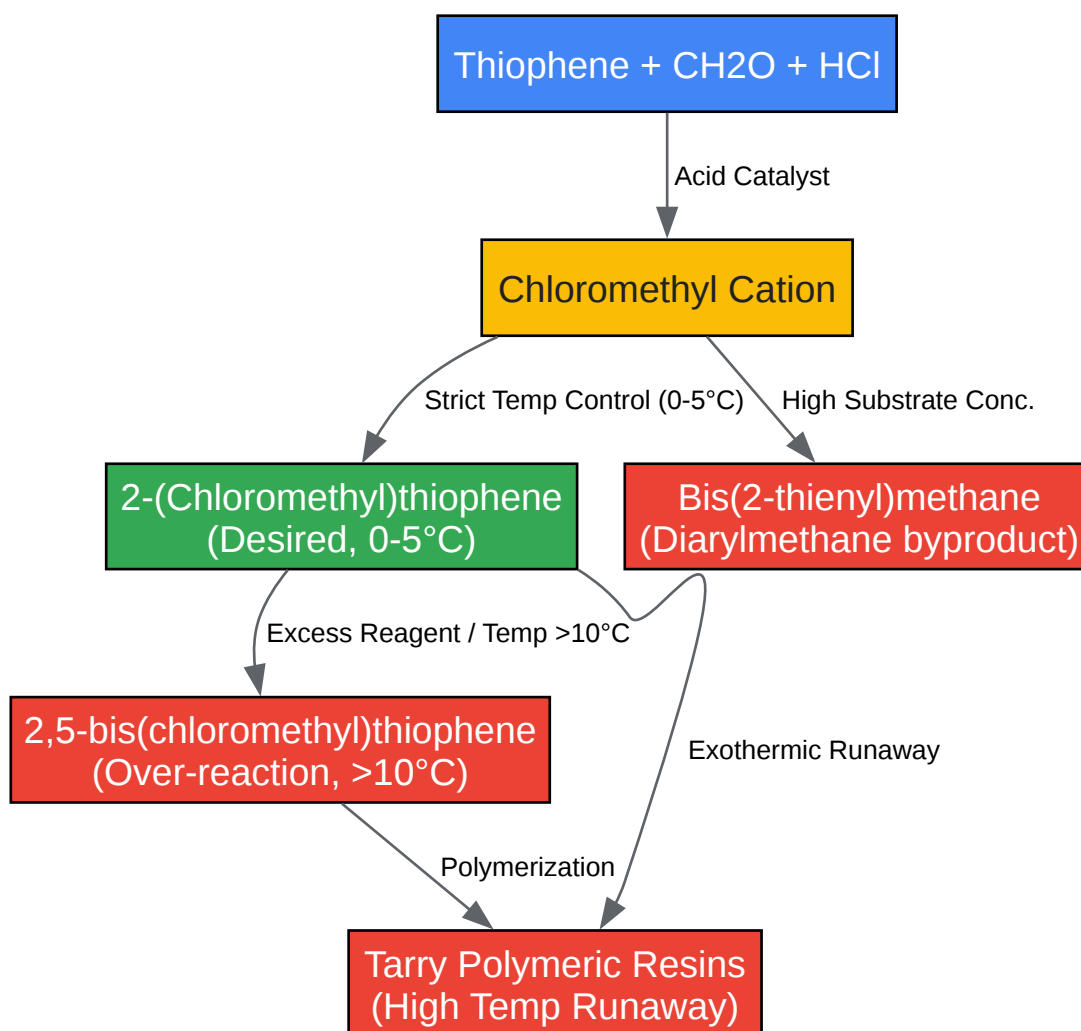 Thiophene + CH2O + HCl
Acid Catalyst
Chloromethyl Cation
Strict Temp Control (0-5°C)
High Substrate Conc.
2-(Chloromethyl)thiophene
(Desired, 0-5°C)
Bis(2-thienyl)methane
(Diarylmethane byproduct)
Excess Reagent / Temp >10°C
2,5-bis(chloromethyl)thiophene
(Over-reaction, >10°C)
Exothermic Runaway
Polymerization
Tarry Polymeric Resins
(High Temp Runaway)